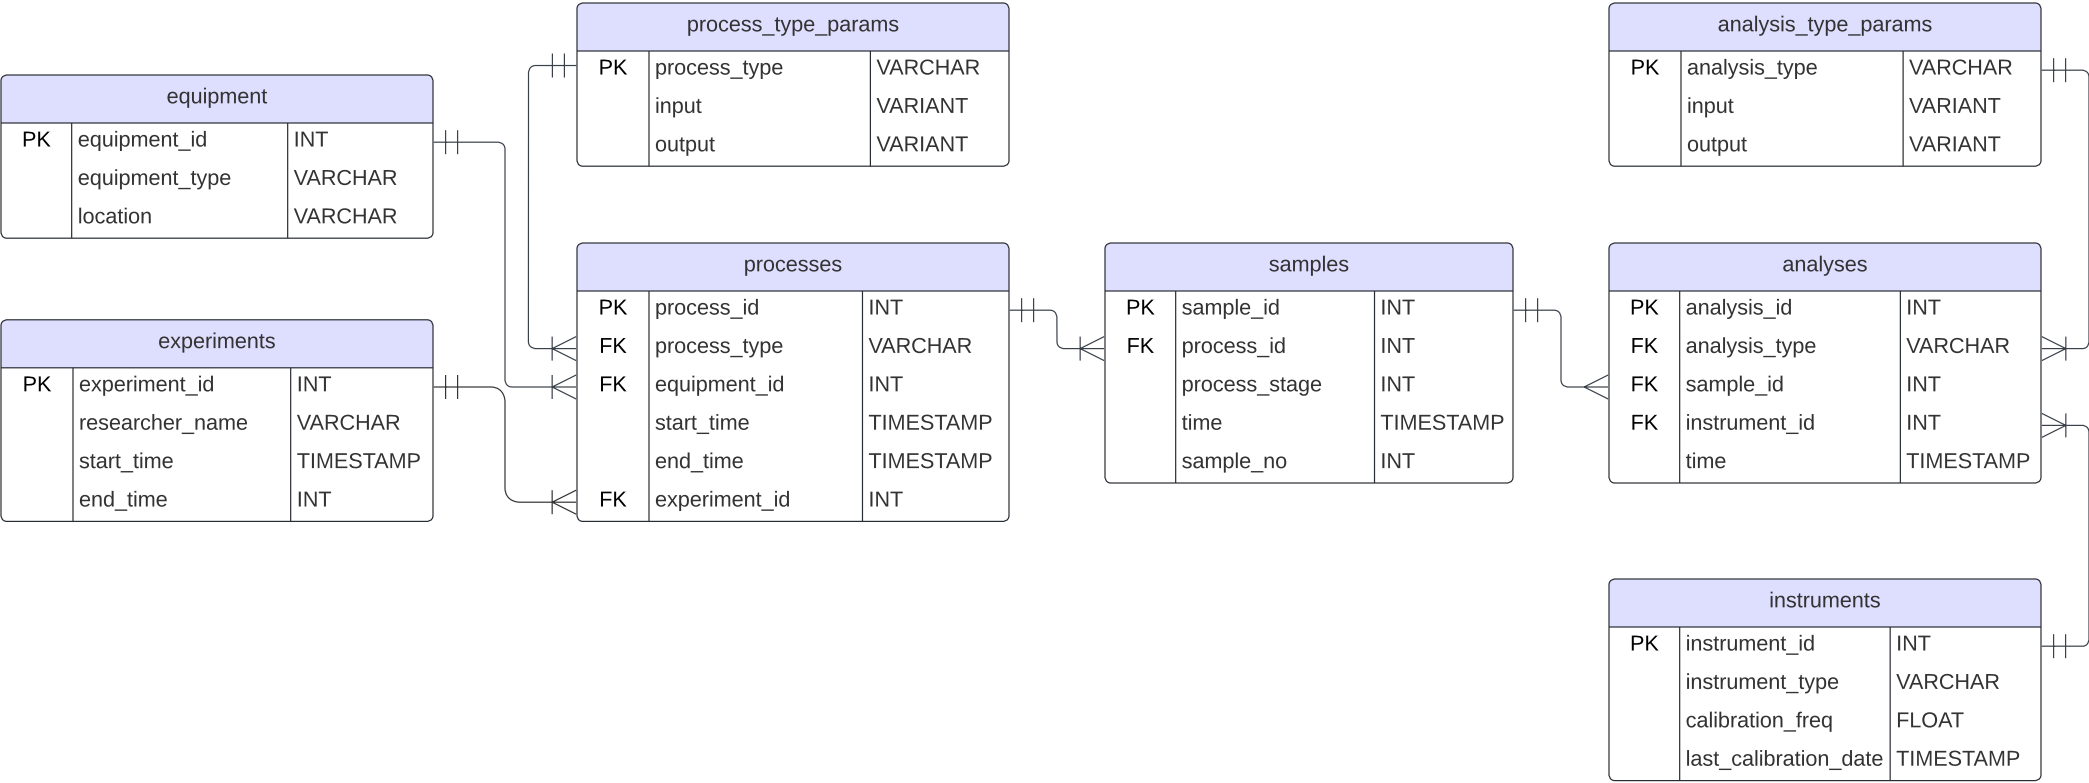 process_type_params
PK process_type VARCHAR
input VARIANT
output VARIANT
analysis_type_params
PK analysis_type VARCHAR
input VARIANT
output VARIANT
equipment
PK equipment_id INT
equipment_type VARCHAR
location VARCHAR
experiments
PK experiment_id INT
researcher_name VARCHAR
start_time TIMESTAMP
end_time INT
processes
PK process_id INT
FK process_type VARCHAR
FK equipment_id INT
start_time TIMESTAMP
end_time TIMESTAMP
FK experiment_id INT
samples
PK sample_id INT
FK process_id INT
process_stage INT
time TIMESTAMP
sample_no INT
analyses
PK analysis_id INT
FK analysis_type VARCHAR
FK sample_id INT
FK instrument_id INT
time TIMESTAMP
instruments
PK instrument_id INT
instrument_type VARCHAR
calibration_freq FLOAT
last_calibration_date TIMESTAMP